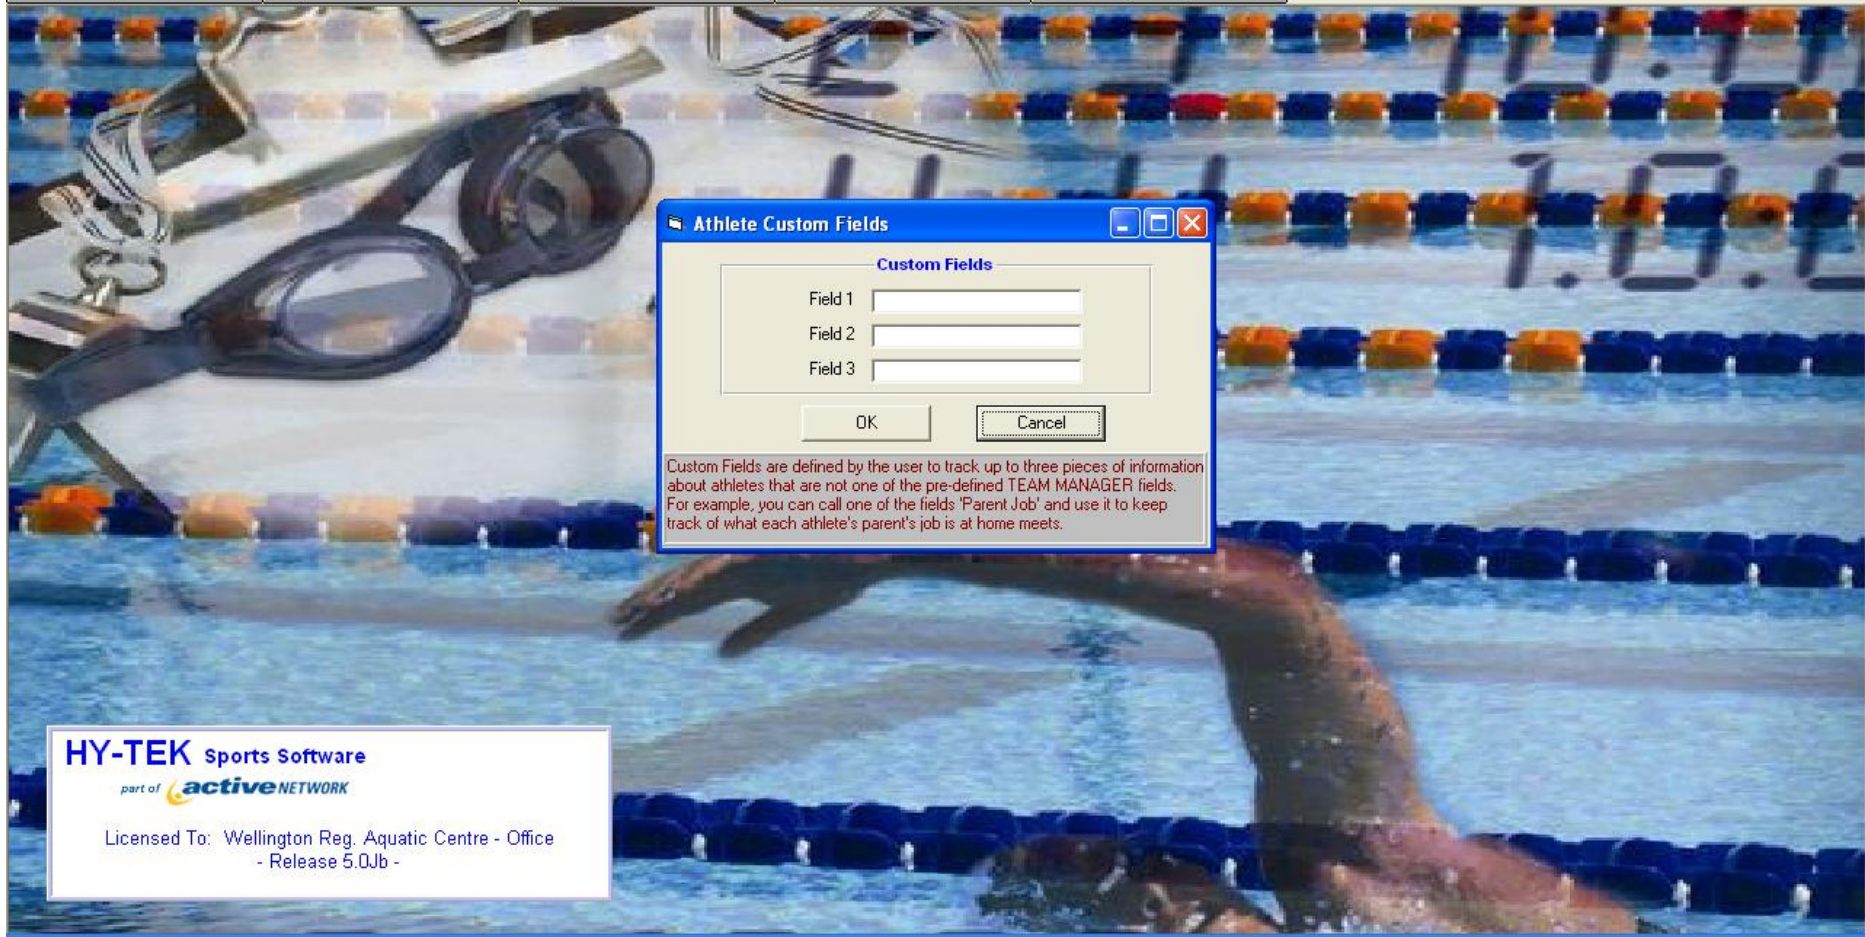 Athlete Custom Fields
Custom Fields
Field 1
Field 2
Field 3
OK Cancel
Custom Fields are defined by the user to track up to three pieces of information
about athletes that are not one of the pre-defined TEAM MANAGER fields.
For example, you can call one of the fields 'Parent Job' and use it to keep
track of what each athlete's parent's job is at home meets.
HY-TEK Sports Software
part of active NETWORK
Licensed To: Wellington Reg. Aquatic Centre - Office
- Release 5.0Jb -